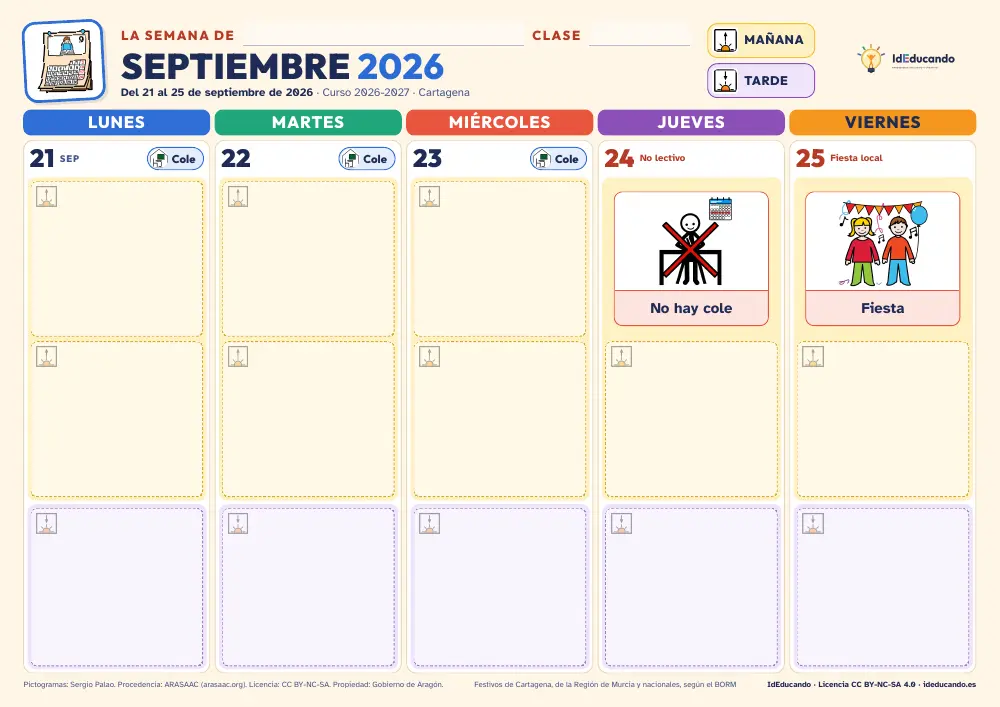 LA SEMANA DE
CLASE
SEPTIEMBRE 2026
Del 21 al 25 de septiembre de 2026 · Curso 2026-2027 · Cartagena
MAÑANA
TARDE
IdEducando
LUNES
MARTES
MIÉRCOLES
JUEVES
VIERNES
21 SEP
Cole
22
Cole
23
Cole
24 No lectivo
25 Fiesta local
No hay cole
Fiesta
Pictogramas: Sergio Palao. Procedencia: ARASAAC (arasaac.org). Licencia: CC BY-NC-SA. Propiedad: Gobierno de Aragón.
Festivos de Cartagena, de la Región de Murcia y nacionales, según el BORM
IdEducando · Licencia CC BY-NC-SA 4.0 · ideducando.es